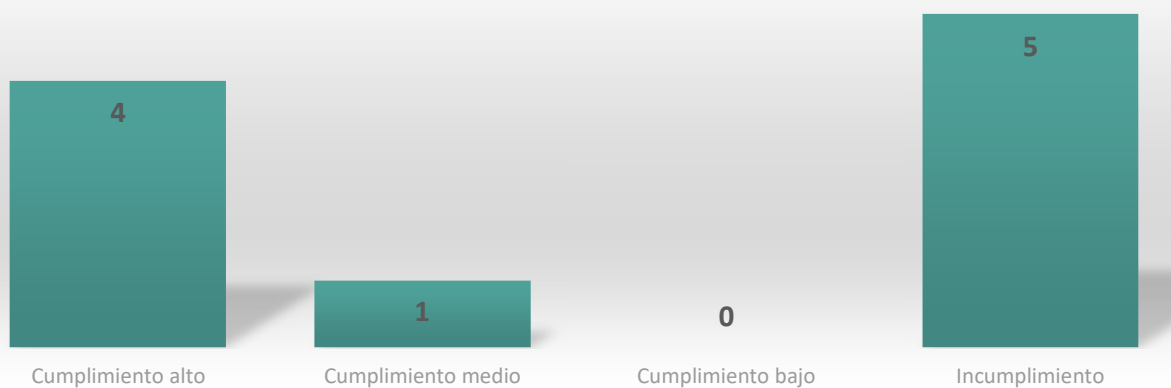 5
4
1
0
Cumplimiento alto
Cumplimiento medio
Cumplimiento bajo
Incumplimiento